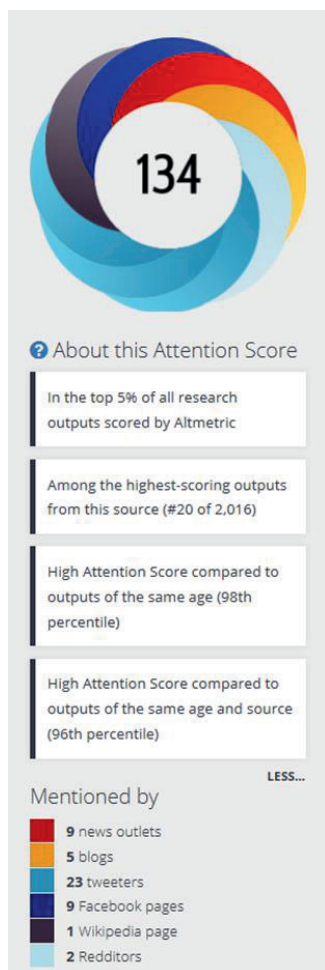 134
? About this Attention Score
In the top 5% of all research
outputs scored by Altmetric
Among the highest-scoring outputs
from this source (#20 of 2,016)
High Attention Score compared to
outputs of the same age (98th
percentile)
High Attention Score compared to
outputs of the same age and source
(96th percentile)
LESS...
Mentioned by
9 news outlets
5 blogs
23 tweeters
9 Facebook pages
1 Wikipedia page
2 Redditors